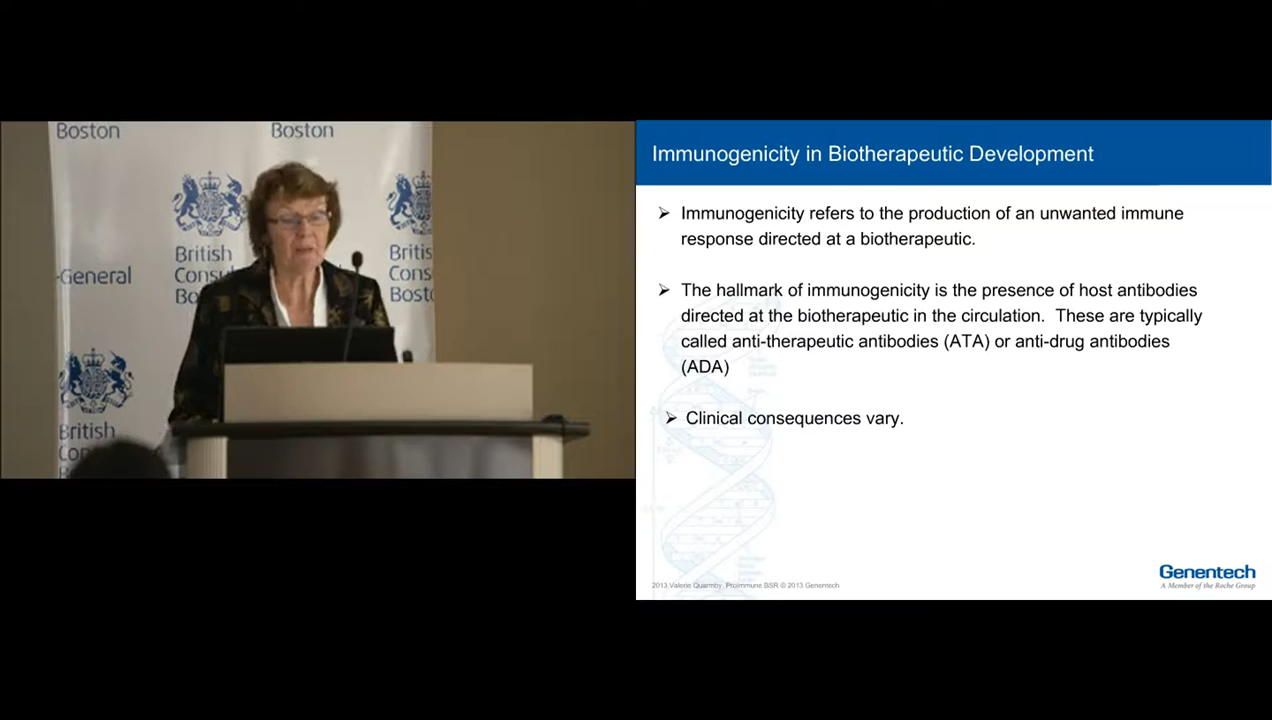 Boston
Boston
British
Consul
Bo
British
Cons
Bosto
-General
British
Con
B
Immunogenicity in Biotherapeutic Development
Immunogenicity refers to the production of an unwanted immune
response directed at a biotherapeutic.
The hallmark of immunogenicity is the presence of host antibodies
directed at the biotherapeutic in the circulation. These are typically
called anti-therapeutic antibodies (ATA) or anti-drug antibodies
(ADA)
Clinical consequences vary.
2013 Valerie Quarmby, Proimmune BSR © 2013 Genentech
Genentech
A Member of the Roche Group